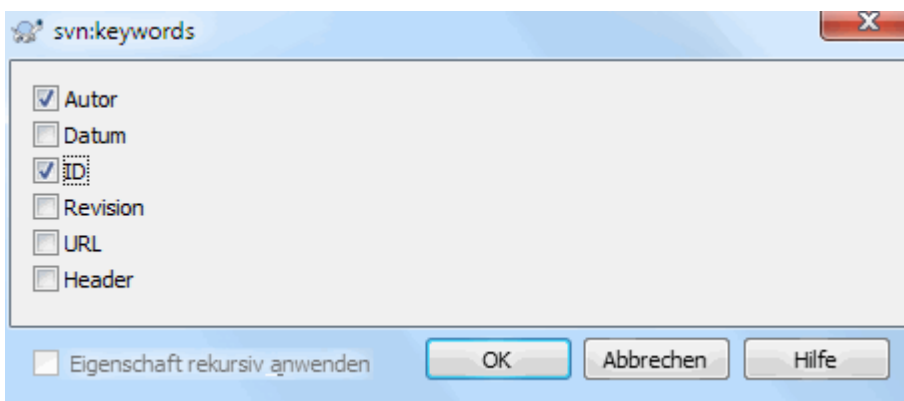 svn:keywords
Autor
Datum
ID
Revision
URL
Header
Eigenschaft rekursiv anwenden OK Abbrechen Hilfe